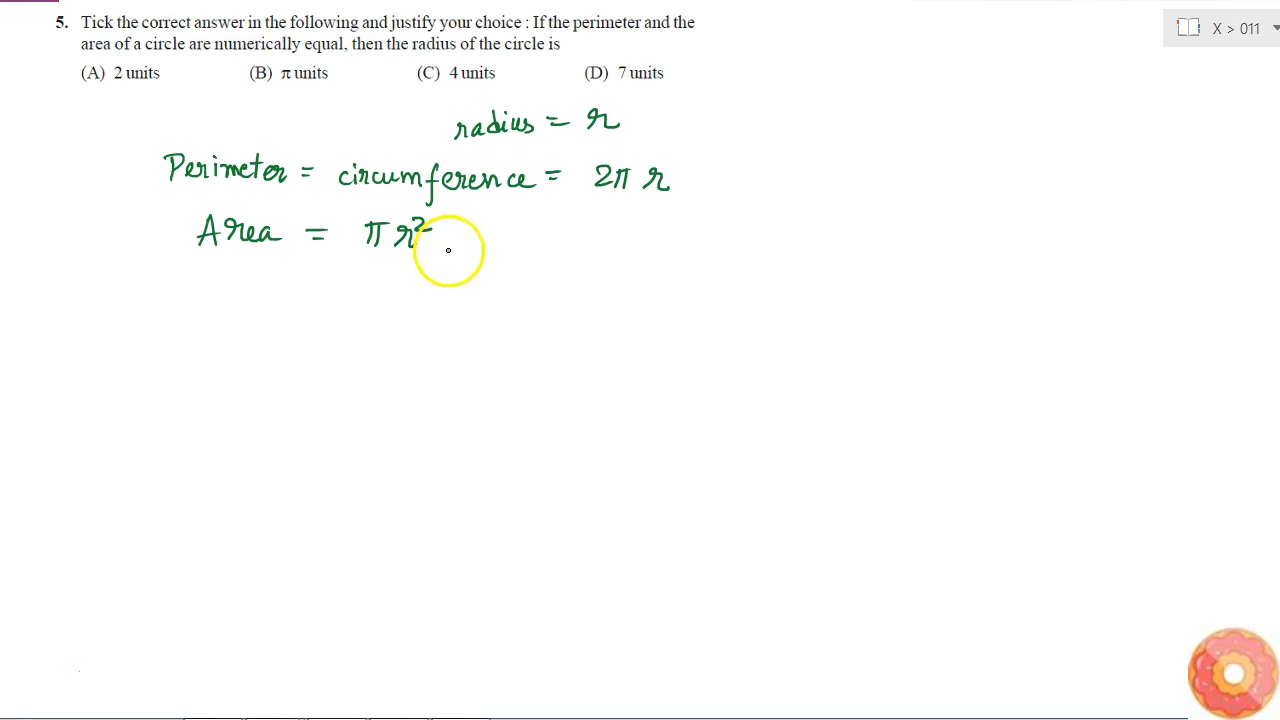 5. Tick the correct answer in the following and justify your choice : If the perimeter and the
area of a circle are numerically equal, then the radius of the circle is
(A) 2 units (B) π units (C) 4 units (D) 7 units
X > 011
radius = r
Perimeter = circumference = 2π r
Area = π r²